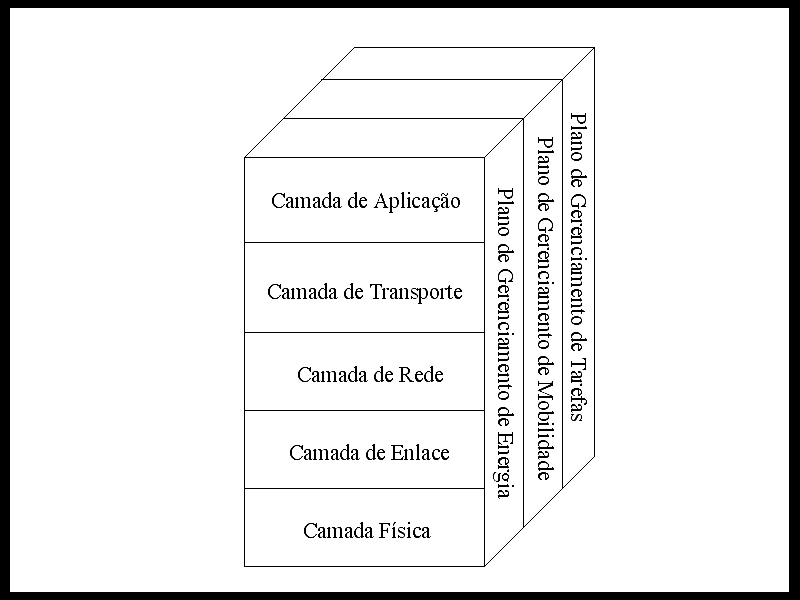 Camada de Aplicação
Camada de Transporte
Camada de Rede
Camada de Enlace
Camada Física
Plano de Gerenciamento de Energia
Plano de Gerenciamento de Mobilidade
Plano de Gerenciamento de Tarefas